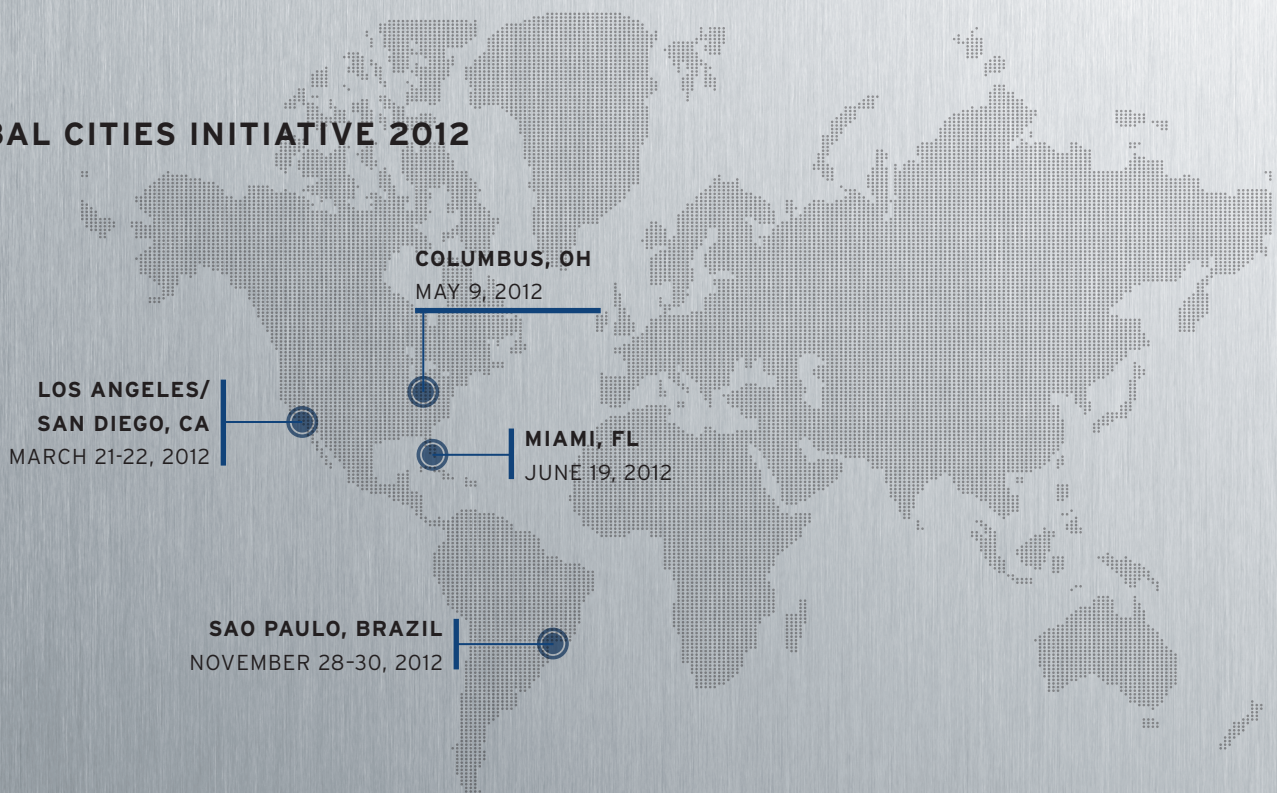 BAL CITIES INITIATIVE 2012
COLUMBUS, OH
MAY 9, 2012
LOS ANGELES/
SAN DIEGO, CA
MARCH 21-22, 2012
MIAMI, FL
JUNE 19, 2012
SAO PAULO, BRAZIL
NOVEMBER 28–30, 2012